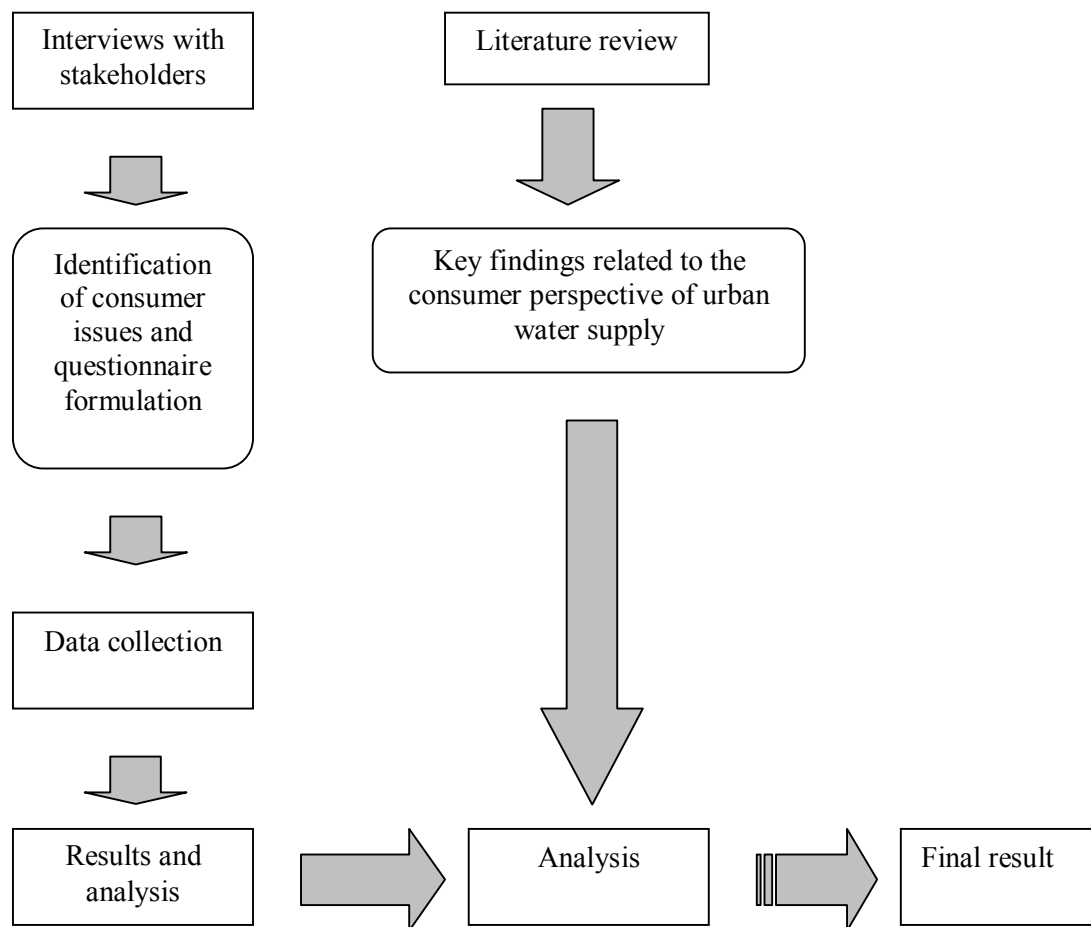 Interviews with
stakeholders
Literature review
Identification
of consumer
issues and
questionnaire
formulation
Key findings related to the
consumer perspective of urban
water supply
Data collection
Results and
analysis
Analysis
Final result